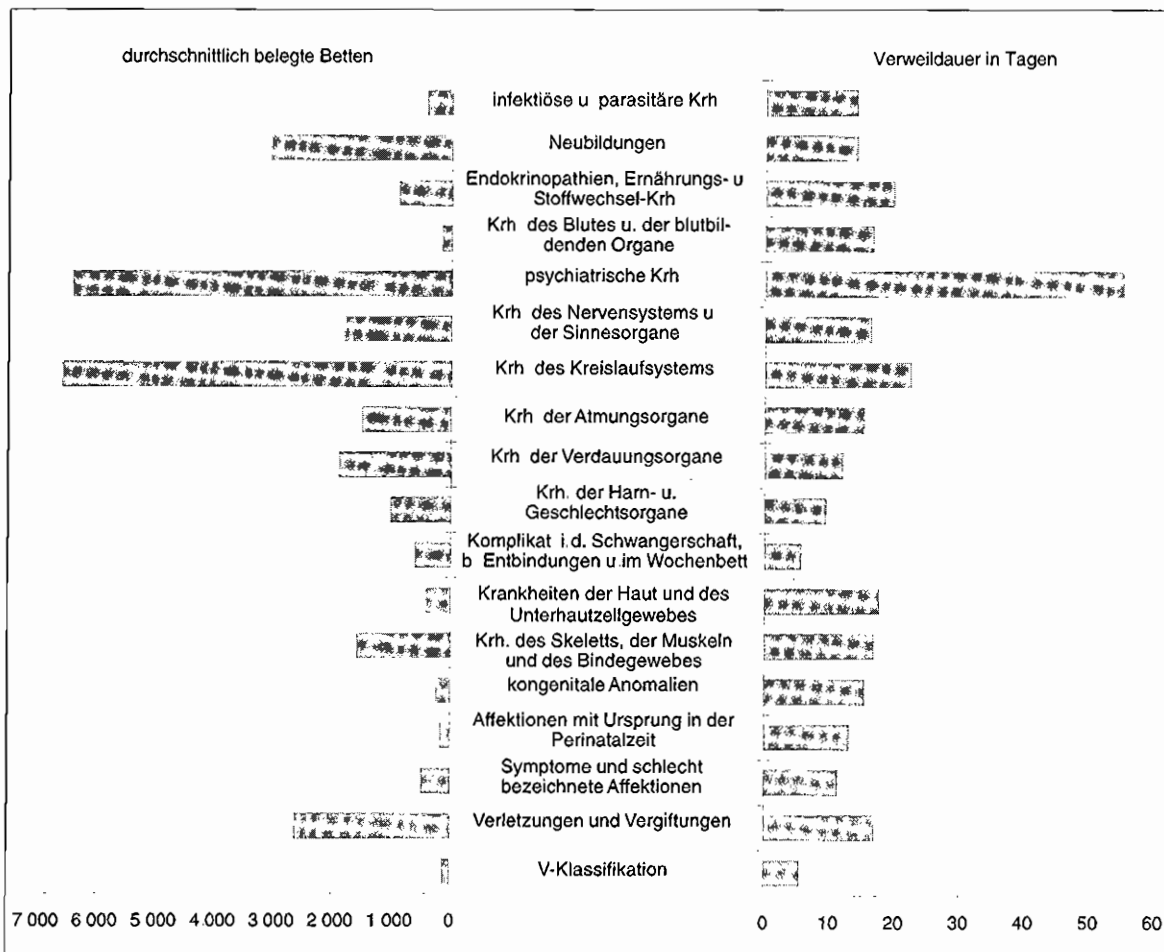 durchschnittlich belegte Betten
Verweildauer in Tagen
infektiöse u parasitäre Krh
Neubildungen
Endokrinopathien, Ernährungs- u
Stoffwechsel-Krh
Krh des Blutes u. der blutbil-
denden Organe
psychiatrische Krh
Krh des Nervensystems u
der Sinnesorgane
Krh des Kreislaufsystems
Krh der Atmungsorgane
Krh der Verdauungsorgane
Krh. der Harn- u.
Geschlechtsorgane
Komplikat i.d. Schwangerschaft,
b Entbindungen u.im Wochenbett
Krankheiten der Haut und des
Unterhautzellgewebes
Krh. des Skeletts, der Muskeln
und des Bindegewebes
kongenitale Anomalien
Affektionen mit Ursprung in der
Perinatalzeit
Symptome und schlecht
bezeichnete Affektionen
Verletzungen und Vergiftungen
V-Klassifikation
7 000 6 000 5 000 4.000 3 000 2 000 1 000 0
0 10 20 30 40 50 60